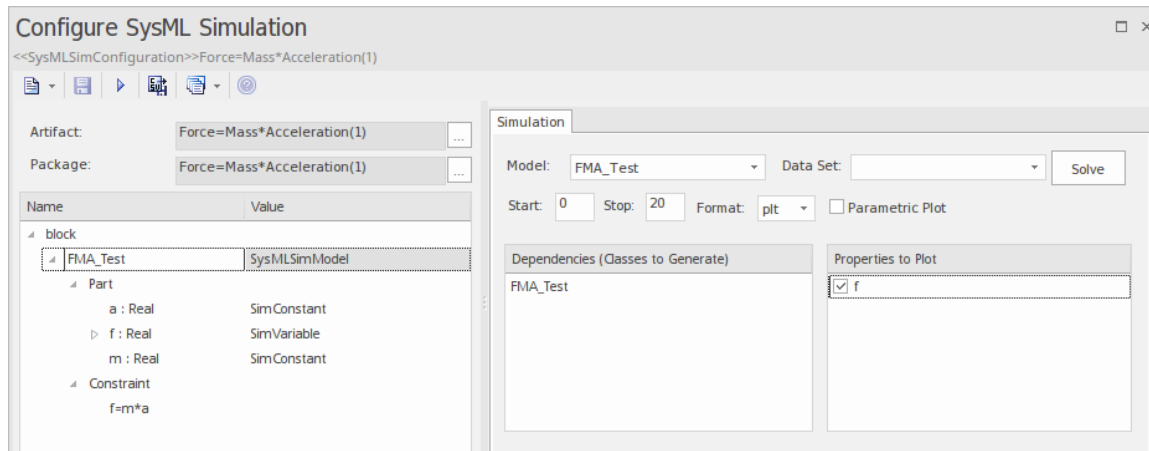 Configure SysML Simulation
<<SysMLSimConfiguration>>Force=Mass*Acceleration(1)
Artifact: Force=Mass*Acceleration(1) ...
Package: Force=Mass*Acceleration(1) ...
Name Value
block
FMA_Test SysMLSimModel
Part
a : Real SimConstant
f : Real SimVariable
m : Real SimConstant
Constraint
f=m*a
Simulation
Model: FMA_Test Data Set: Solve
Start: 0 Stop: 20 Format: plt Parametric Plot
Dependencies (Classes to Generate) Properties to Plot
FMA_Test f